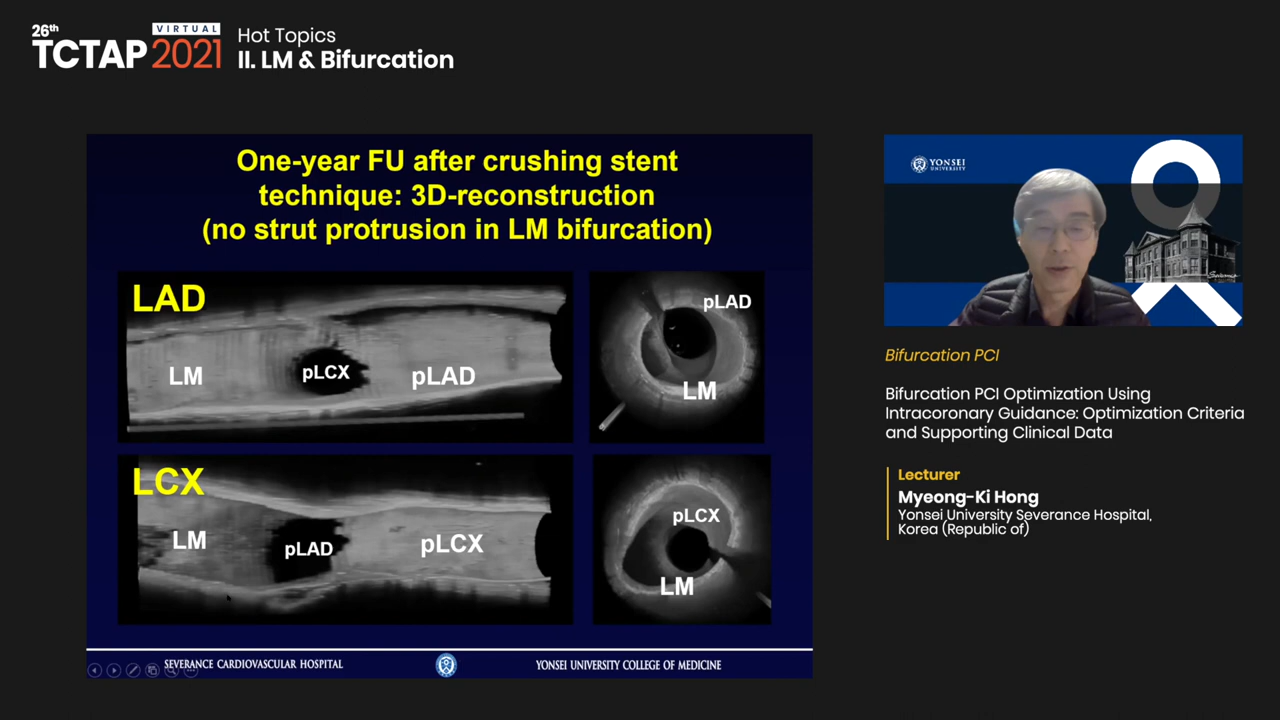 26th
VIRTUAL
TCTAP 2021
Hot Topics
II. LM & Bifurcation
One-year FU after crushing stent
technique: 3D-reconstruction
(no strut protrusion in LM bifurcation)
LAD
LM
pLCX
pLAD
pLAD
LM
LCX
LM
pLAD
pLCX
pLCX
LM
SEVERANCE CARDIOVASCULAR HOSPITAL
YONSEI UNIVERSITY COLLEGE OF MEDICINE
YONSEI
UNIVERSITY
Severance
Bifurcation PCI
Bifurcation PCI Optimization Using
Intracoronary Guidance: Optimization Criteria
and Supporting Clinical Data
Lecturer
Myeong-Ki Hong
Yonsei University Severance Hospital,
Korea (Republic of)